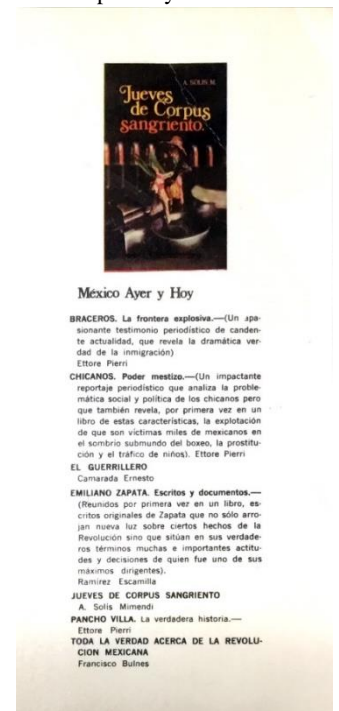 A. SOLIS M.
Jueves
de Corpus
sangriento.
México Ayer y Hoy
BRACEROS. La frontera explosiva.—(Un apa-
sionante testimonio periodístico de canden-
te actualidad, que revela la dramática ver-
dad de la inmigración)
Ettore Pierri
CHICANOS. Poder mestizo.—(Un impactante
reportaje periodístico que analiza la proble-
mática social y política de los chicanos pero
que también revela, por primera vez en un
libro de estas características, la explotación
de que son víctimas miles de mexicanos en
el sombrio submundo del boxeo, la prostitu-
ción y el tráfico de niños). Ettore Pierri
EL GUERRILLERO
Camarada Ernesto
EMILIANO ZAPATA. Escritos y documentos.—
(Reunidos por primera vez en un libro, es-
critos originales de Zapata que no sólo arro-
jan nueva luz sobre ciertos hechos de la
Revolución sino que sitúan en sus verdade-
ros términos muchas e importantes actitu-
des y decisiones de quien fue uno de sus
máximos dirigentes).
Ramírez Escamilla
JUEVES DE CORPUS SANGRIENTO
A. Solís Mimendi
PANCHO VILLA. La verdadera historia.—
Ettore Pierri
TODA LA VERDAD ACERCA DE LA REVOLU-
CION MEXICANA
Francisco Bulnes